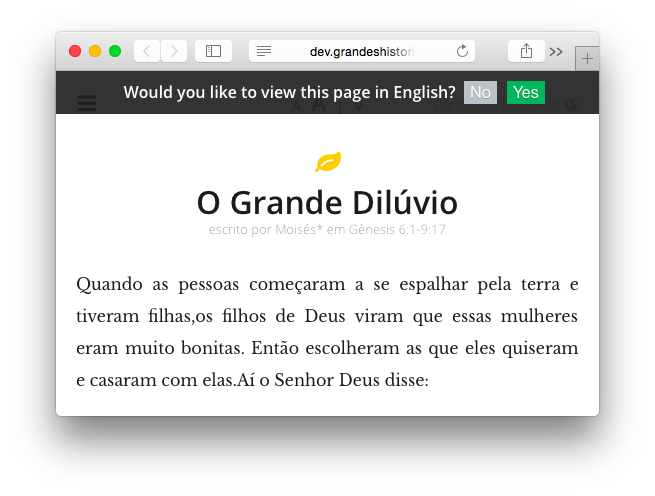 dev.grandeshistori
Would you like to view this page in English? No Yes
O Grande Dilúvio
escrito por Moisés* em Gênesis 6:1-9:17
Quando as pessoas começaram a se espalhar pela terra e
tiveram filhas,os filhos de Deus viram que essas mulheres
eram muito bonitas. Então escolheram as que eles quiseram
e casaram com elas.Aí o Senhor Deus disse: